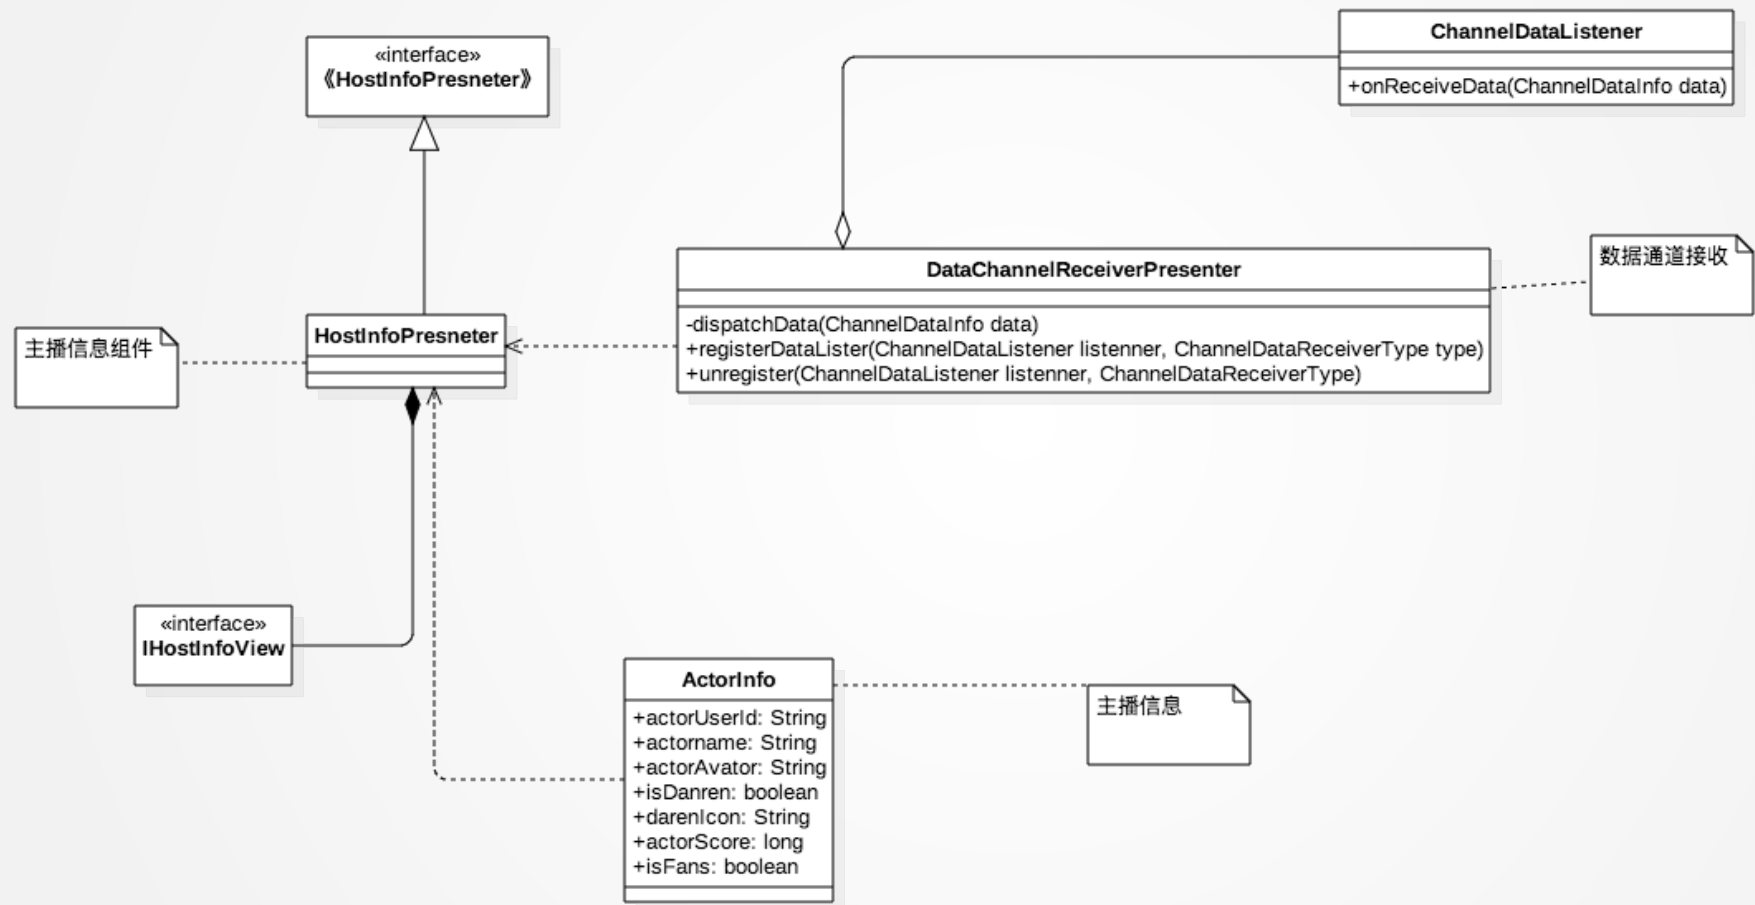 «interface»
《HostInfoPresneter》
ChannelDataListener
+onReceiveData(ChannelDataInfo data)
数据通道接收
DataChannelReceiverPresenter
-dispatchData(ChannelDataInfo data)
+registerDataLister(ChannelDataListener listenner, ChannelDataReceiverType type)
+unregister(ChannelDataListener listenner, ChannelDataReceiverType)
HostInfoPresneter
主播信息组件
«interface»
IHostInfoView
ActorInfo
+actorUserId: String
+actorname: String
+actorAvator: String
+isDanren: boolean
+darenIcon: String
+actorScore: long
+isFans: boolean
主播信息